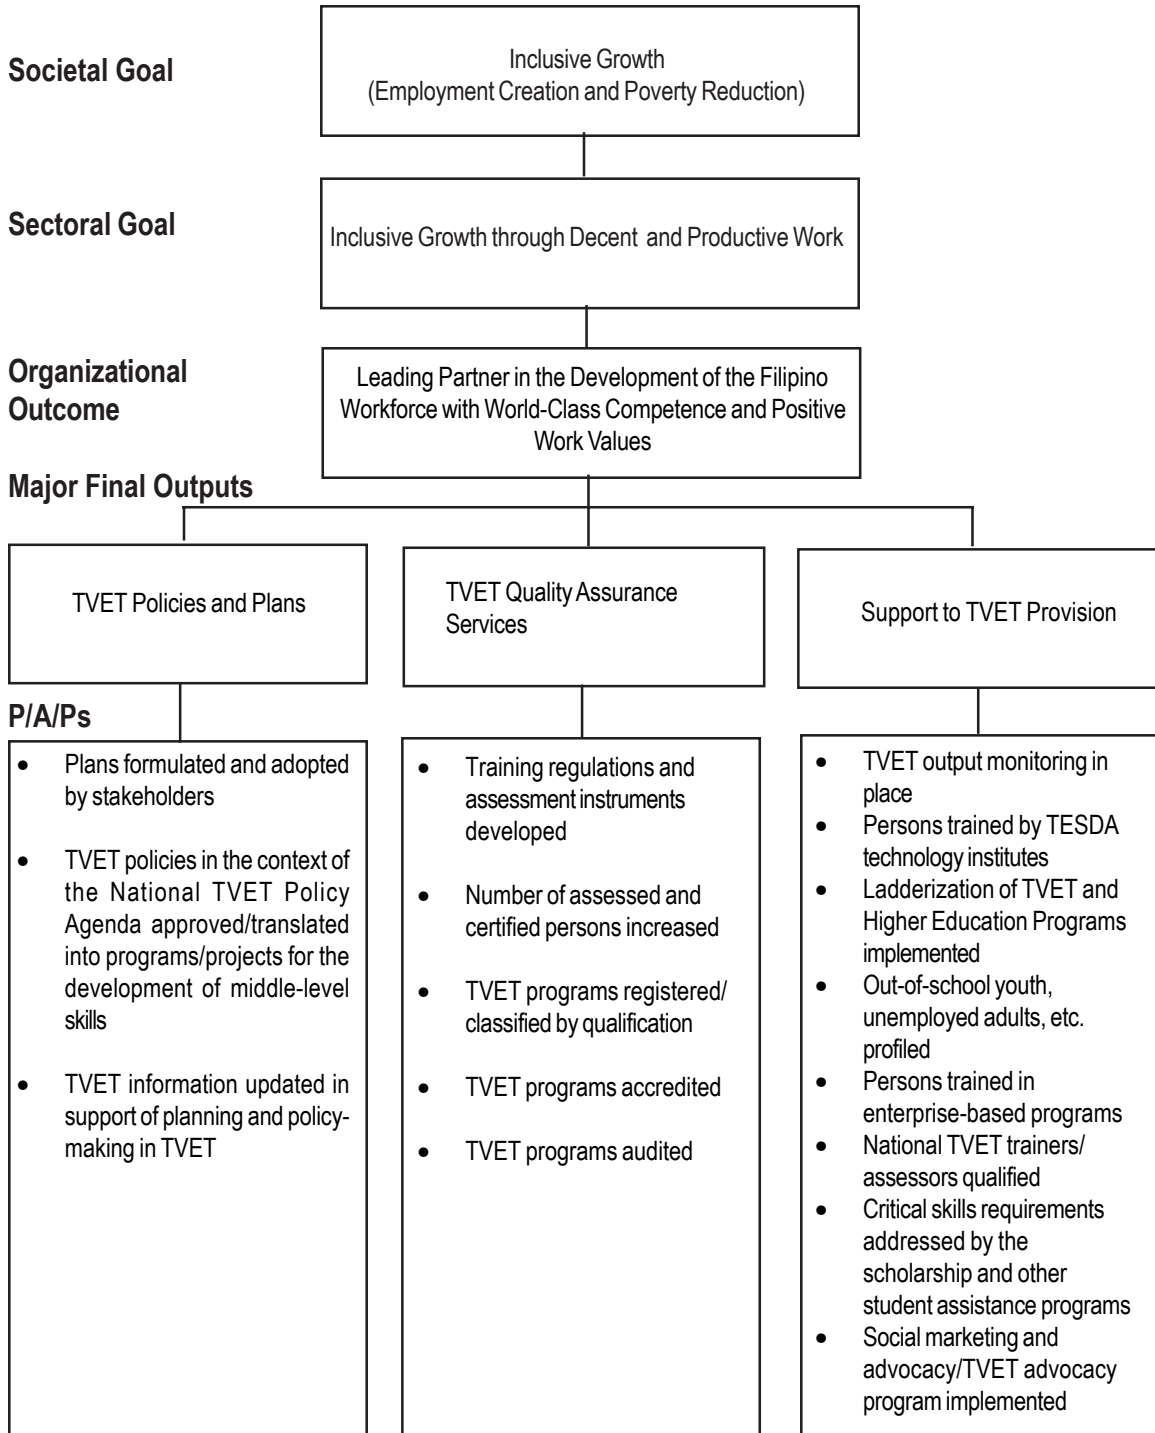 Societal Goal
Inclusive Growth
(Employment Creation and Poverty Reduction)
Sectoral Goal
Inclusive Growth through Decent and Productive Work
Organizational
Outcome
Leading Partner in the Development of the Filipino
Workforce with World-Class Competence and Positive
Work Values
Major Final Outputs
TVET Policies and Plans
TVET Quality Assurance
Services
Support to TVET Provision
P/A/Ps
• Plans formulated and adopted
by stakeholders
• TVET policies in the context of
the National TVET Policy
Agenda approved/translated
into programs/projects for the
development of middle-level
skills
• TVET information updated in
support of planning and policy-
making in TVET
• Training regulations and
assessment instruments
developed
• Number of assessed and
certified persons increased
• TVET programs registered/
classified by qualification
• TVET programs accredited
• TVET programs audited
• TVET output monitoring in
place
• Persons trained by TESDA
technology institutes
• Ladderization of TVET and
Higher Education Programs
implemented
• Out-of-school youth,
unemployed adults, etc.
profiled
• Persons trained in
enterprise-based programs
• National TVET trainers/
assessors qualified
• Critical skills requirements
addressed by the
scholarship and other
student assistance programs
• Social marketing and
advocacy/TVET advocacy
program implemented